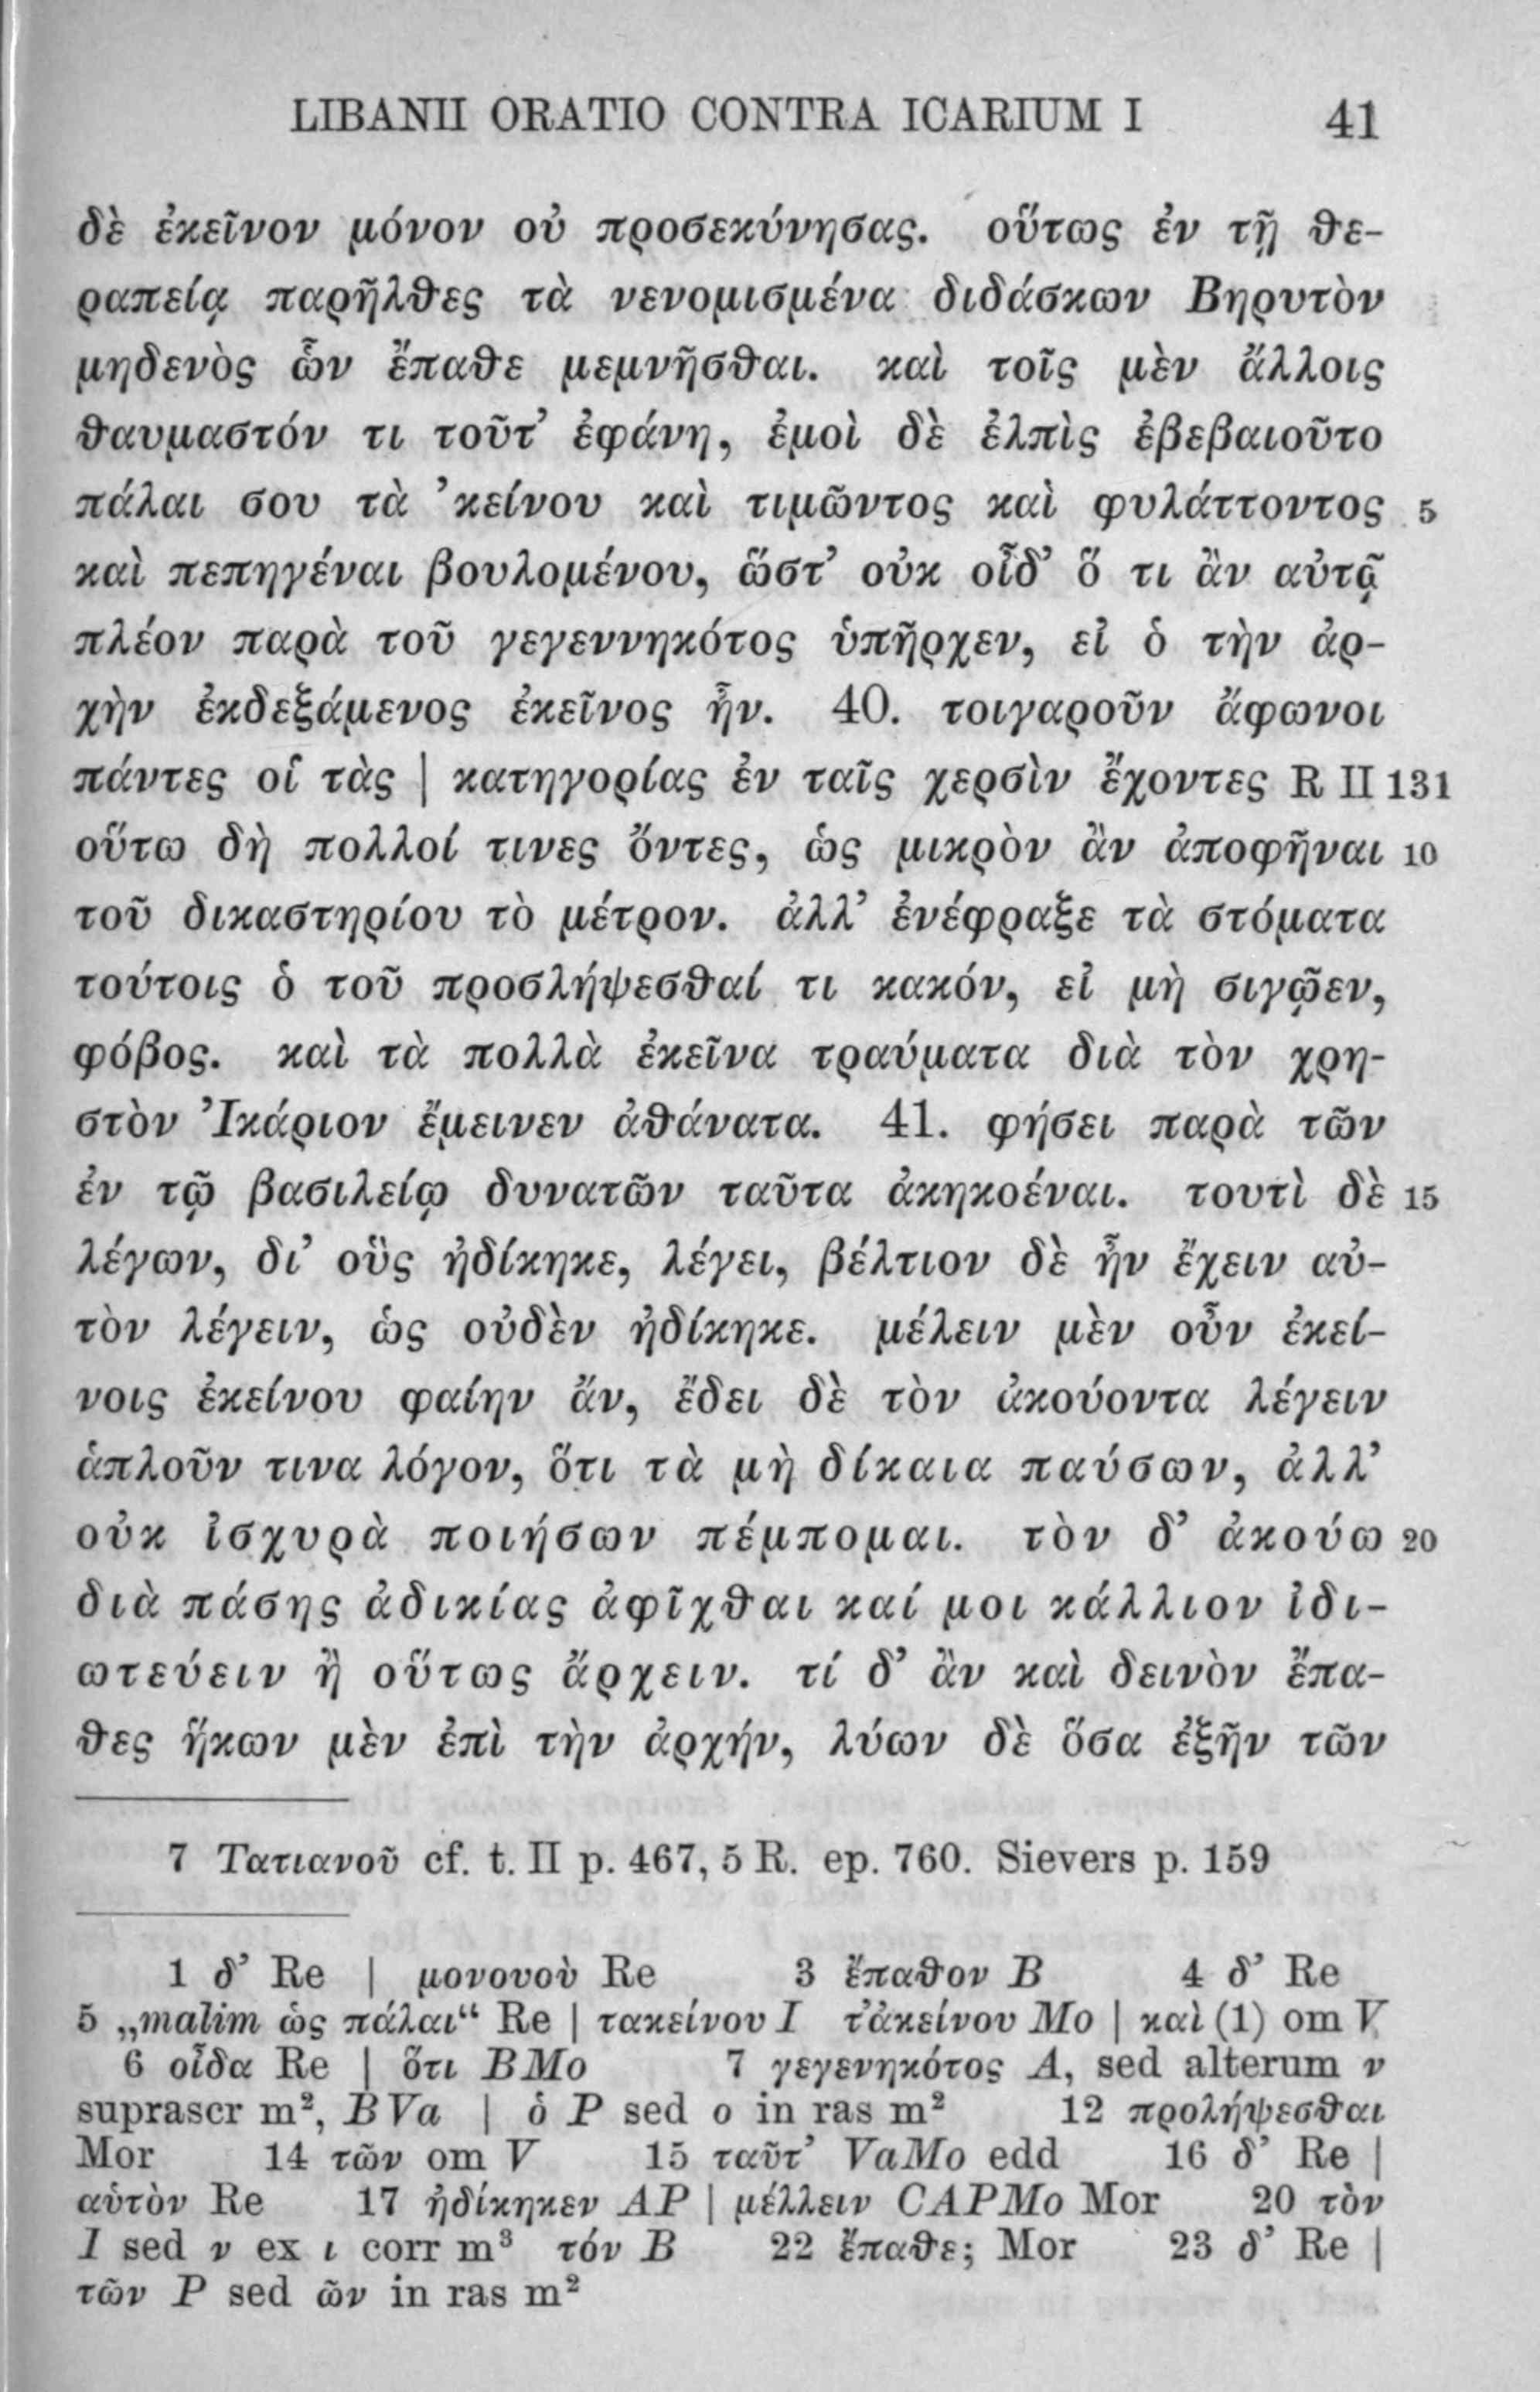 LIBANII ORATIO CONTRA ICARIUM I 41
δὲ ἐκεῖνον μόνον οὐ προσεκύνησας. οὕτως ἐν τῇ θε-
ραπείᾳ παρῆλθες τὰ νενομισμένα διδάσκων Βηρυτὸν
μηδενὸς ὧν ἔπαθε μεμνῆσθαι. καὶ τοῖς μὲν ἄλλοις
θαυμαστόν τι τοῦτ’ ἐφάνη, ἐμοὶ δὲ ἐλπὶς ἐβεβαιοῦτο
πάλαι σου τὰ ’κείνου καὶ τιμῶντος καὶ φυλάττοντος 5
καὶ πεπηγέναι βουλομένου, ὥστ’ οὐκ οἶδ’ ὅ τι ἂν αὐτῷ
πλέον παρὰ τοῦ γεγεννηκότος ὑπῆρχεν, εἰ ὁ τὴν ἀρ-
χὴν ἐκδεξάμενος ἐκεῖνος ἦν. 40. τοιγαροῦν ἄφωνοι
πάντες οἱ τὰς | κατηγορίας ἐν ταῖς χερσὶν ἔχοντες R II 131
οὕτω δὴ πολλοί τινες ὄντες, ὡς μικρὸν ἂν ἀποφῆναι 10
τοῦ δικαστηρίου τὸ μέτρον. ἀλλ’ ἐνέφραξε τὰ στόματα
τούτοις ὁ τοῦ προσλήψεσθαί τι κακόν, εἰ μὴ σιγῷεν,
φόβος. καὶ τὰ πολλὰ ἐκεῖνα τραύματα διὰ τὸν χρη-
στὸν Ἰκάριον ἔμεινεν ἀθάνατα. 41. φήσει παρὰ τῶν
ἐν τῷ βασιλείῳ δυνατῶν ταῦτα ἀκηκοέναι. τουτὶ δὲ 15
λέγων, δι’ οὓς ἠδίκηκε, λέγει, βέλτιον δὲ ἦν ἔχειν αὐ-
τὸν λέγειν, ὡς οὐδὲν ἠδίκηκε. μέλειν μὲν οὖν ἐκεί-
νοις ἐκείνου φαίην ἄν, ἔδει δὲ τὸν ἀκούοντα λέγειν
ἁπλοῦν τινα λόγον, ὅτι τὰ μὴ δίκαια παύσων, ἀλλ’
οὐκ ἰσχυρὰ ποιήσων πέμπομαι. τὸν δ’ ἀκούω 20
διὰ πάσης ἀδικίας ἀφῖχθαι καί μοι κάλλιον ἰδι-
ωτεύειν ἢ οὕτως ἄρχειν. τί δ’ ἂν καὶ δεινὸν ἔπα-
θες ἥκων μὲν ἐπὶ τὴν ἀρχήν, λύων δὲ ὅσα ἐξῆν τῶν
7 Τατιανοῦ cf. t. II p. 467, 5 R. ep. 760. Sievers p. 159
1 δ’ Re | μονονοὺ Re 3 ἔπαθον B 4 δ’ Re
5 „malim ὡς πάλαι“ Re | τακείνου I τ’ἀκείνου Mo | καὶ (1) om V
6 οἶδα Re | ὅτι BMo 7 γεγενηκότος A, sed alterum ν
suprascr m², BVa | ὁ P sed ο in ras m² 12 προλήψεσθαι
Mor 14 τῶν om V 15 ταῦτ’ VaMo edd 16 δ’ Re |
αὑτὸν Re 17 ἠδίκηκεν AP | μέλλειν CAPMo Mor 20 τὸν
I sed ν ex ι corr m³ τόν B 22 ἔπαθε; Mor 23 δ’ Re |
τῶν P sed ῶν in ras m²